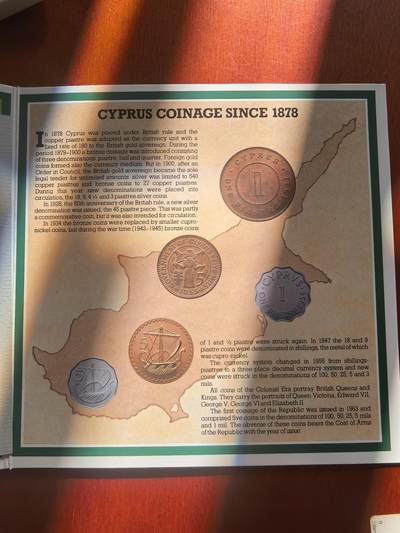 CYPRUS COINAGE SINCE 1878
In 1878 Cyprus was placed under British rule and the
copper piastre was adopted as the currency unit with a
fixed rate of 180 to the British gold sovereign. During the
period 1879-1900 a bronze coinage was introduced consisting
of three denominations: piastre, half and quarter. Foreign gold
coins formed also the currency medium. But in 1900, after an
Order in Council, the British gold sovereign became the sole
legal tender for unlimited amounts silver was limited to 540
copper piastres and bronze coins to 27 copper piastres.
During this year new denominations were placed into
circulation, the 18, 9, 4 ½ and 3 piastres silver coins.
In 1928, the 50th anniversary of the British rule, a new silver
denomination was issued, the 45 piastre piece. This was partly
a commemorative coin, but it was also intended for circulation.
In 1934 the bronze coins were replaced by smaller cupro-
nickel coins, but during the war time (1942-1945) bronze coins
CYPRUS
1
CYPRUS
1
5
5
of 1 and ½ piastre were struck again. In 1947 the 18 and 9
piastre coins were denominated in shillings, the metal of which
was cupro-nickel.
The currency system changed in 1955 from shillings-
piastres to a three piece decimal currency system and new
coins were struck in the denominations of 100, 50, 25, 5 and 3
mils.
All coins of the Colonial Era portray British Queens and
Kings. They carry the portraits of Queen Victoria, Edward VII,
George V, George VI and Elizabeth II.
The first coinage of the Republic was issued in 1963 and
comprised five coins in the denominations of 100, 50, 25, 5 mils
and 1 mil. The obverse of these coins bears the Coat of Arms
of the Republic with the year of issue.